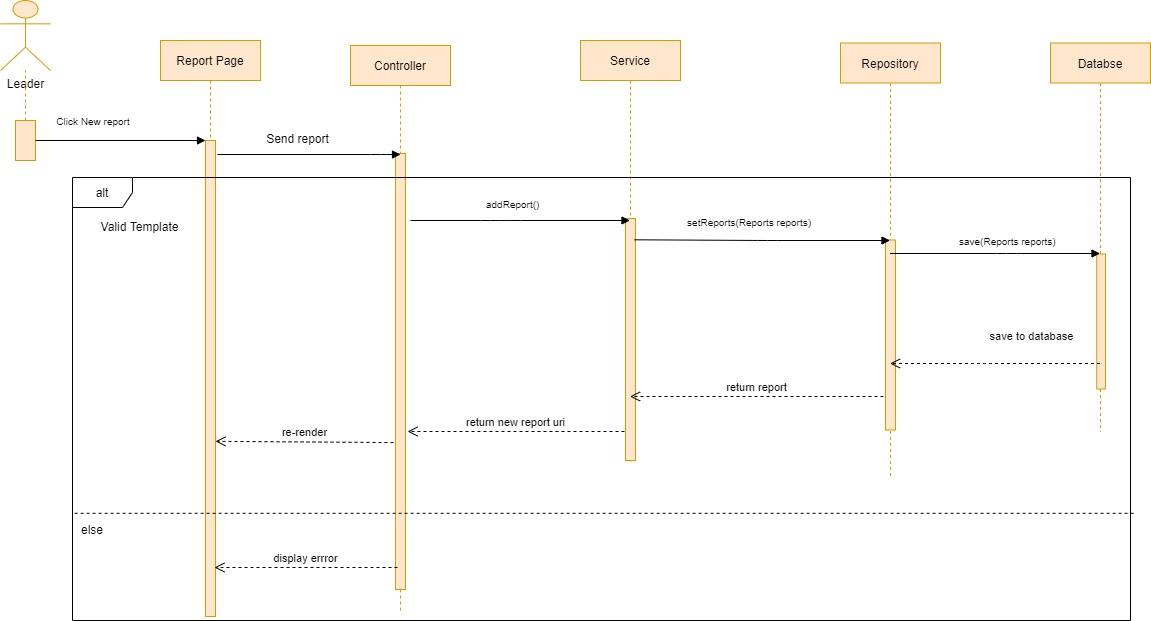 Leader
Report Page
Controller
Service
Repository
Databse
Click New report
Send report
alt
Valid Template
addReport()
setReports(Reports reports)
save(Reports reports)
save to database
return report
return new report uri
re-render
else
display errror